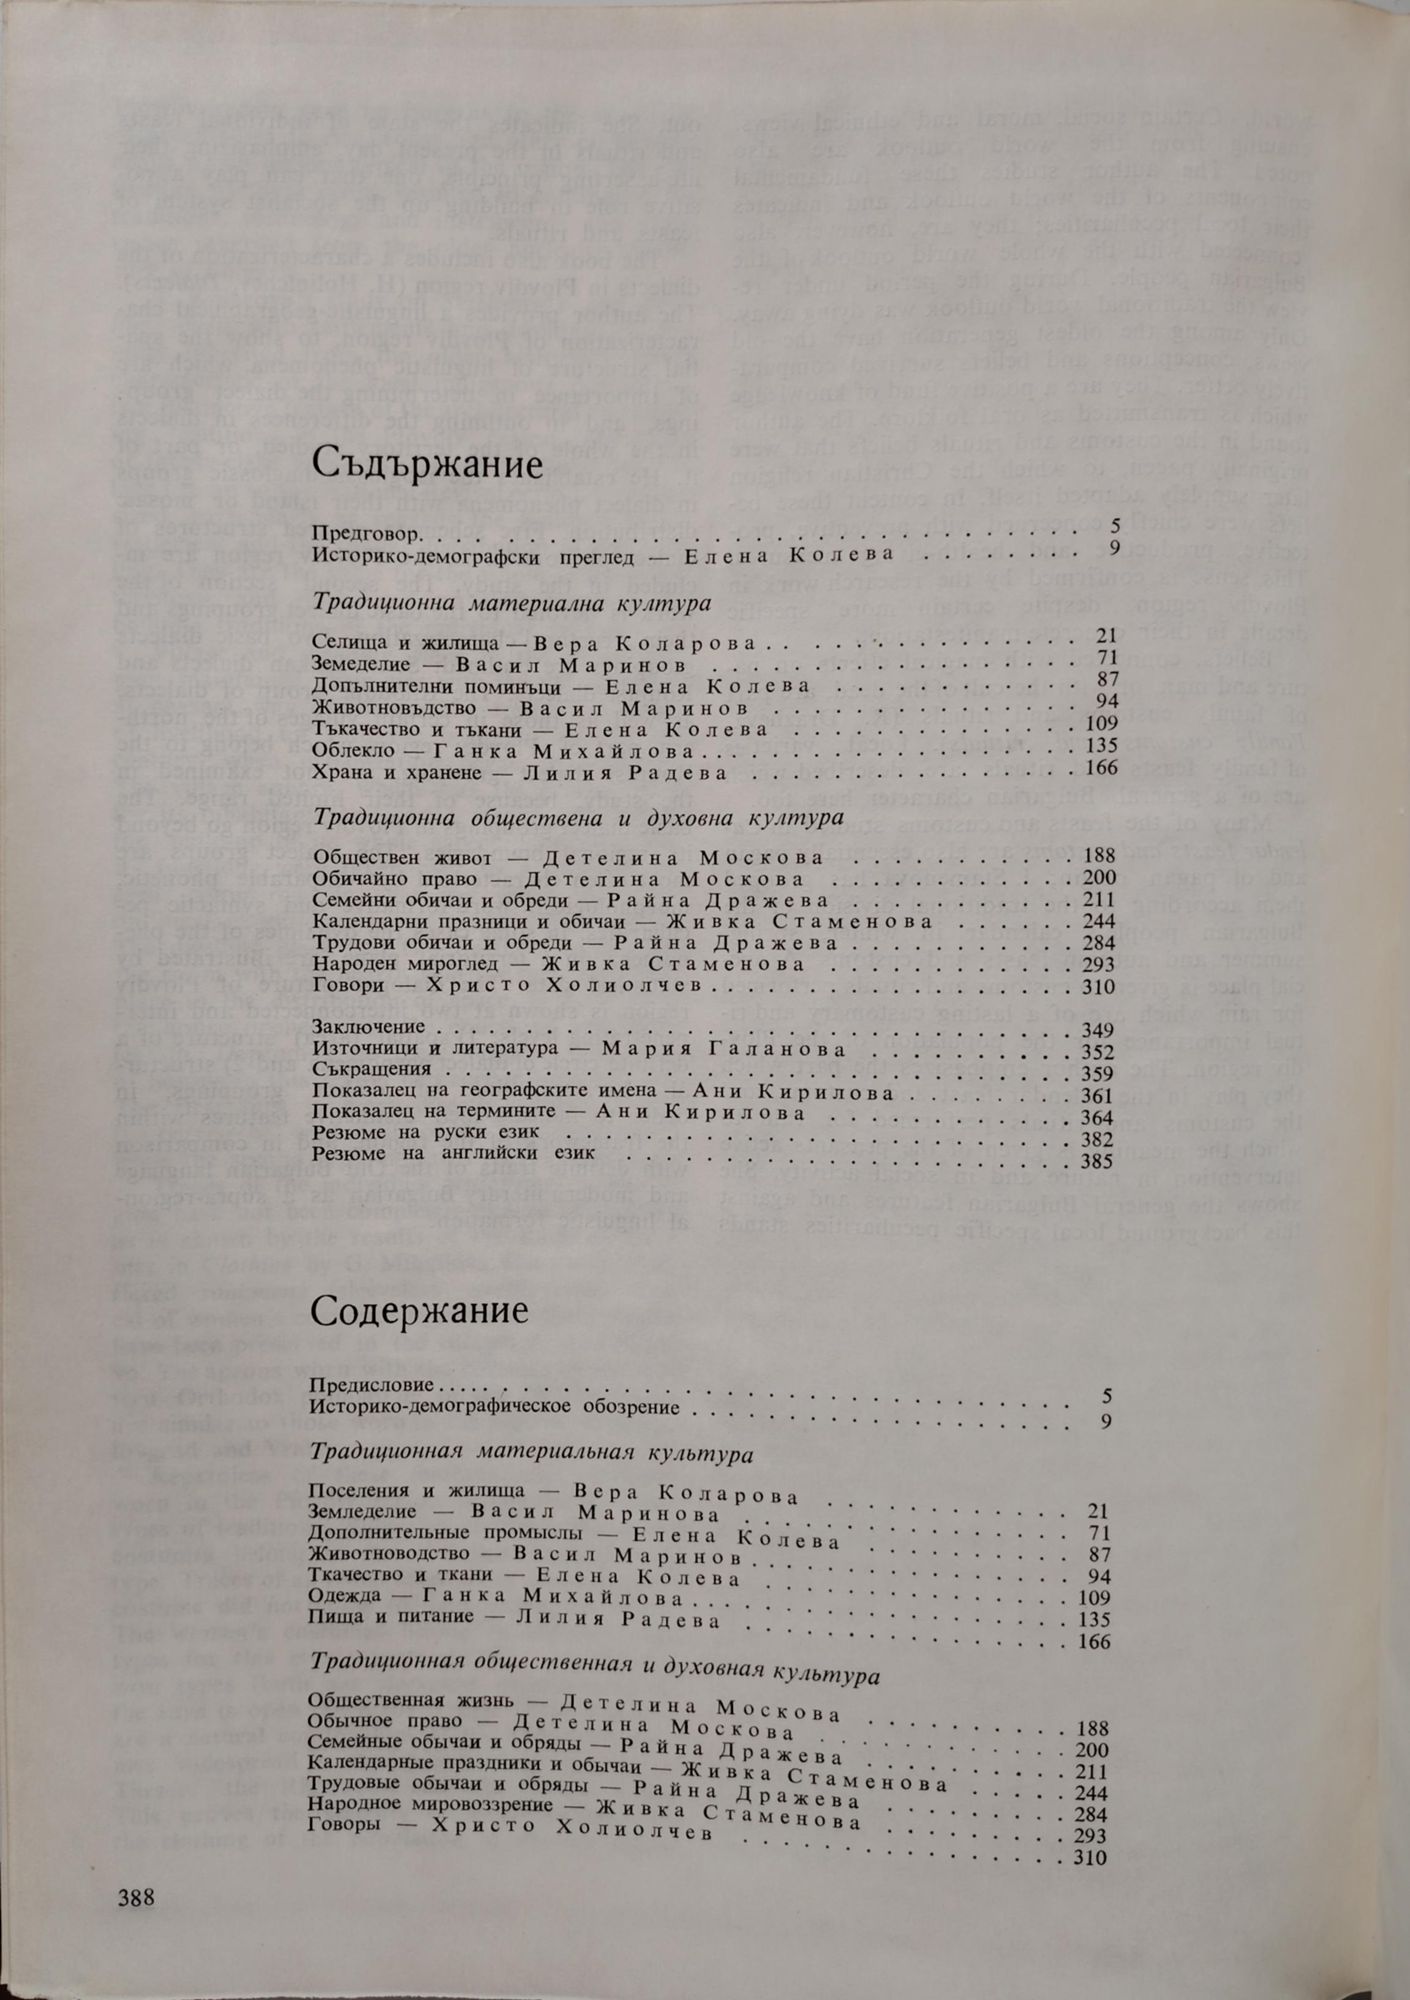 Съдържание
Предговор. . . . . . . . . . . . . . . . . . . . . . . . . . 5
Историко-демографски преглед — Елена Колева . . . . . . . . 9
Традиционна материална култура
Селища и жилища — Вера Коларова . . . . . . . . . . . . . . 21
Земеделие — Васил Маринов . . . . . . . . . . . . . . . 71
Допълнителни поминъци — Елена Колева . . . . . . . . . . . . 87
Животновъдство — Васил Маринов . . . . . . . . . . . . . . 94
Тъкачество и тъкани — Елена Колева . . . . . . . . . . . . . 109
Облекло — Ганка Михайлова . . . . . . . . . . . . . . . . 135
Храна и хранене — Лилия Радева . . . . . . . . . . . . . . 166
Традиционна обществена и духовна култура
Обществен живот — Детелина Москова . . . . . . . . . . . 188
Обичайно право — Детелина Москова . . . . . . . . . . . . 200
Семейни обичаи и обреди — Райна Дражева . . . . . . . . . . . 211
Календарни празници и обичаи — Живка Стаменова . . . . . . 244
Трудови обичаи и обреди — Райна Дражева . . . . . . . . . . . 284
Народен мироглед — Живка Стаменова . . . . . . . . . . . . 293
Говори — Христо Холиолчев . . . . . . . . . . . . . . . . 310
Заключение . . . . . . . . . . . . . . . . . . . . . . . . . 349
Източници и литература — Мария Галанова . . . . . . . . . . 352
Съкращения . . . . . . . . . . . . . . . . . . . . . . . . 359
Показалец на географските имена — Ани Кирилова . . . . . . . . 361
Показалец на термините — Ани Кирилова . . . . . . . . . . . 364
Резюме на руски език . . . . . . . . . . . . . . . . . . . 382
Резюме на английски език . . . . . . . . . . . . . . . . . 385
Содержание
Предисловие . . . . . . . . . . . . . . . . . . . . . . . . . 5
Историко-демографическое обозрение . . . . . . . . . . . . . . . 9
Традиционная материальная культура
Поселения и жилища — Вера Коларова . . . . . . . . . . . . 21
Земледелие — Васил Маринова . . . . . . . . . . . . . . 71
Дополнительные промыслы — Елена Колева . . . . . . . . . . 87
Животноводство — Васил Маринов . . . . . . . . . . . . . . 94
Ткачество и ткани — Елена Колева . . . . . . . . . . . . . 109
Одежда — Ганка Михайлова . . . . . . . . . . . . . . . . 135
Пища и питание — Лилия Радева . . . . . . . . . . . . . . 166
Традиционная общественная и духовная культура
Общественная жизнь — Детелина Москова . . . . . . . . . . 188
Обычное право — Детелина Москова . . . . . . . . . . . . 200
Семейные обычаи и обряды — Райна Дражева . . . . . . . . . . 211
Календарные праздники и обычаи — Живка Стаменова . . . . . 244
Трудовые обычаи и обряды — Райна Дражева . . . . . . . . . 284
Народное мировоззрение — Живка Стаменова . . . . . . . . . 293
Говоры — Христо Холиолчев . . . . . . . . . . . . . . . 310
388